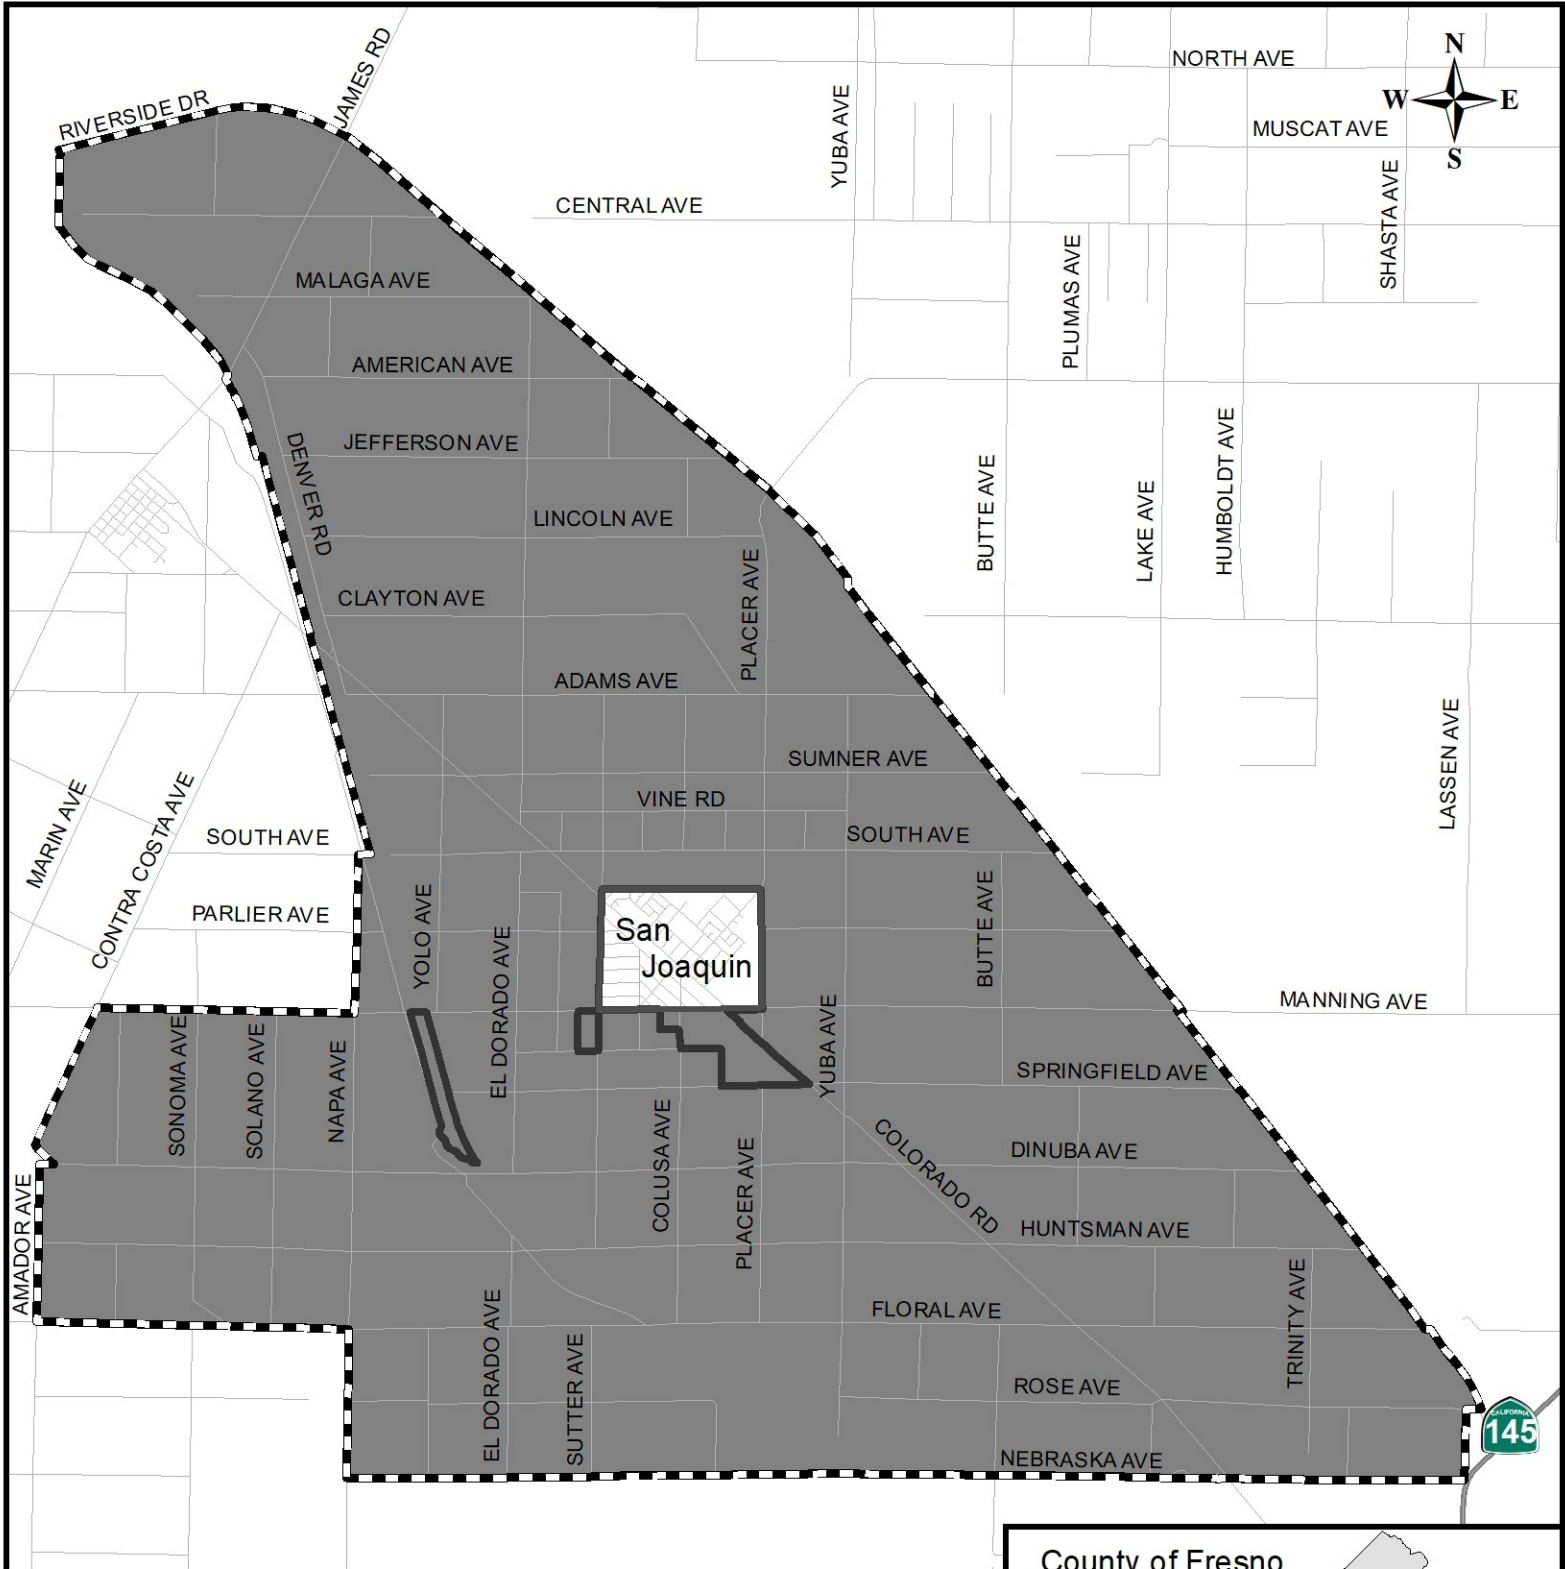 NORTH AVE
N
W
E
S
JAMES RD
RIVERSIDE DR
YUBA AVE
MUSCAT AVE
CENTRAL AVE
SHASTA AVE
PLUMAS AVE
MALAGA AVE
AMERICAN AVE
JEFFERSON AVE
DENVER RD
HUMBOLDT AVE
BUTTE AVE
LAKE AVE
LINCOLN AVE
PLACER AVE
CLAYTON AVE
ADAMS AVE
LASSEN AVE
SUMNER AVE
MARIN AVE
CONTRA COSTA AVE
VINE RD
SOUTH AVE
SOUTH AVE
YOLO AVE
BUTTE AVE
PARLIER AVE
San
Joaquin
EL DORADO AVE
MANNING AVE
YUBA AVE
SONOMA AVE
SOLANO AVE
NAPA AVE
SPRINGFIELD AVE
COLUSA AVE
COLORADO RD
DINUBA AVE
PLACER AVE
AMADOR AVE
HUNTSMAN AVE
TRINITY AVE
FLORAL AVE
EL DORADO AVE
SUTTER AVE
ROSE AVE
CALIFORNIA
145
NEBRASKA AVE
County of Fresno